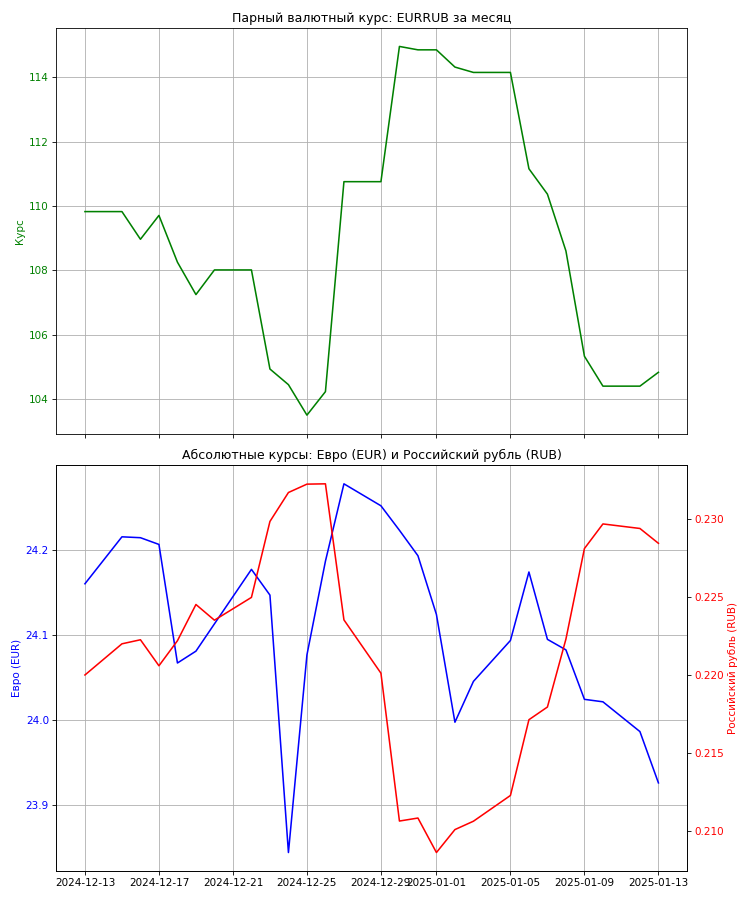 Парный валютный курс: EURRUB за месяц
114
112
110
108
106
104
Курс
Абсолютные курсы: Евро (EUR) и Российский рубль (RUB)
24.2
24.1
24.0
23.9
Евро (EUR)
0.230
0.225
0.220
0.215
0.210
Российский рубль (RUB)
2024-12-13 2024-12-17 2024-12-21 2024-12-25 2024-12-29 2025-01-01 2025-01-05 2025-01-09 2025-01-13